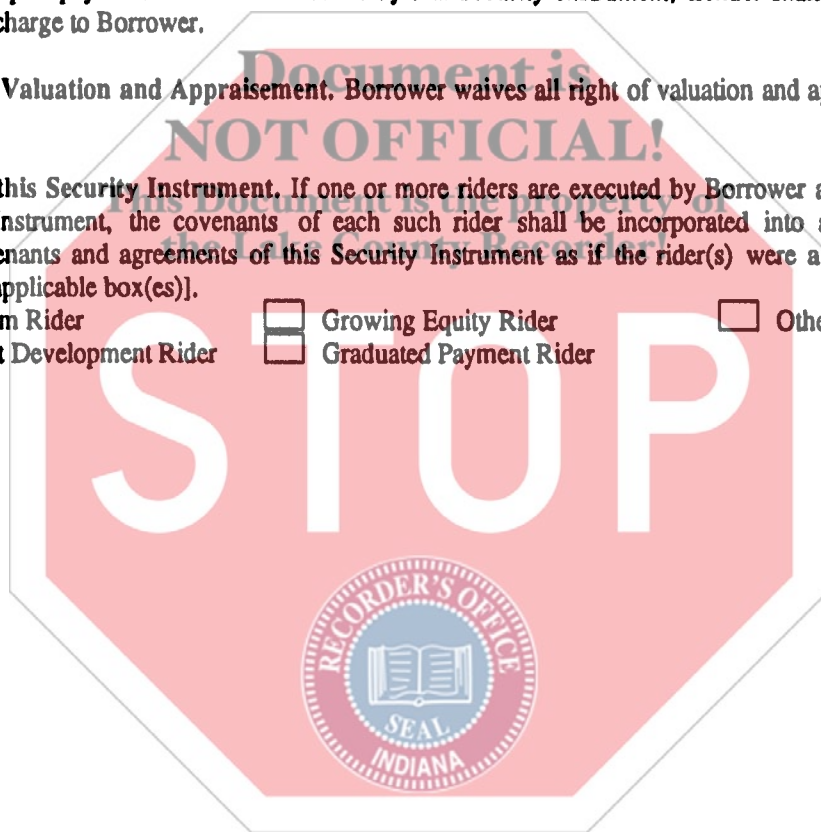 charge to Borrower.
Document is
Valuation and Appraisement. Borrower waives all right of valuation and
NOT OFFICIAL!
this Security Instrument. If one or more riders are executed by Borrower
This Document is the property of
nstrument, the covenants of each such rider shall be incorporated into
the Lake County Recorder!
enants and agreements of this Security Instrument as if the rider(s) were
pplicable box(es)].
m Rider Growing Equity Rider Othe
t Development Rider Graduated Payment Rider
STOP
RECORDER'S OFFICE
SEAL
INDIANA